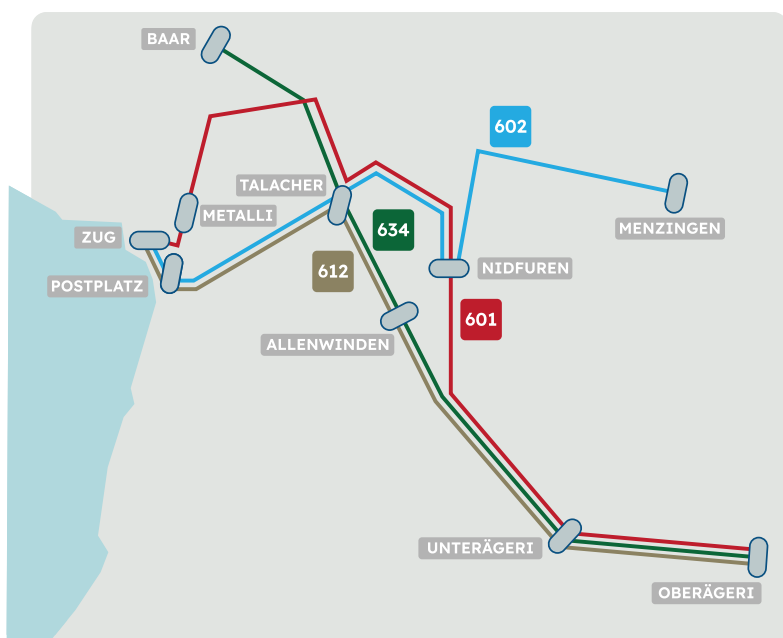 BAAR
602
TALACHER
METALLI
MENZINGEN
ZUG
634
612
NIDFUREN
POSTPLATZ
601
ALLENWINDEN
UNTERÄGERI
OBERÄGERI